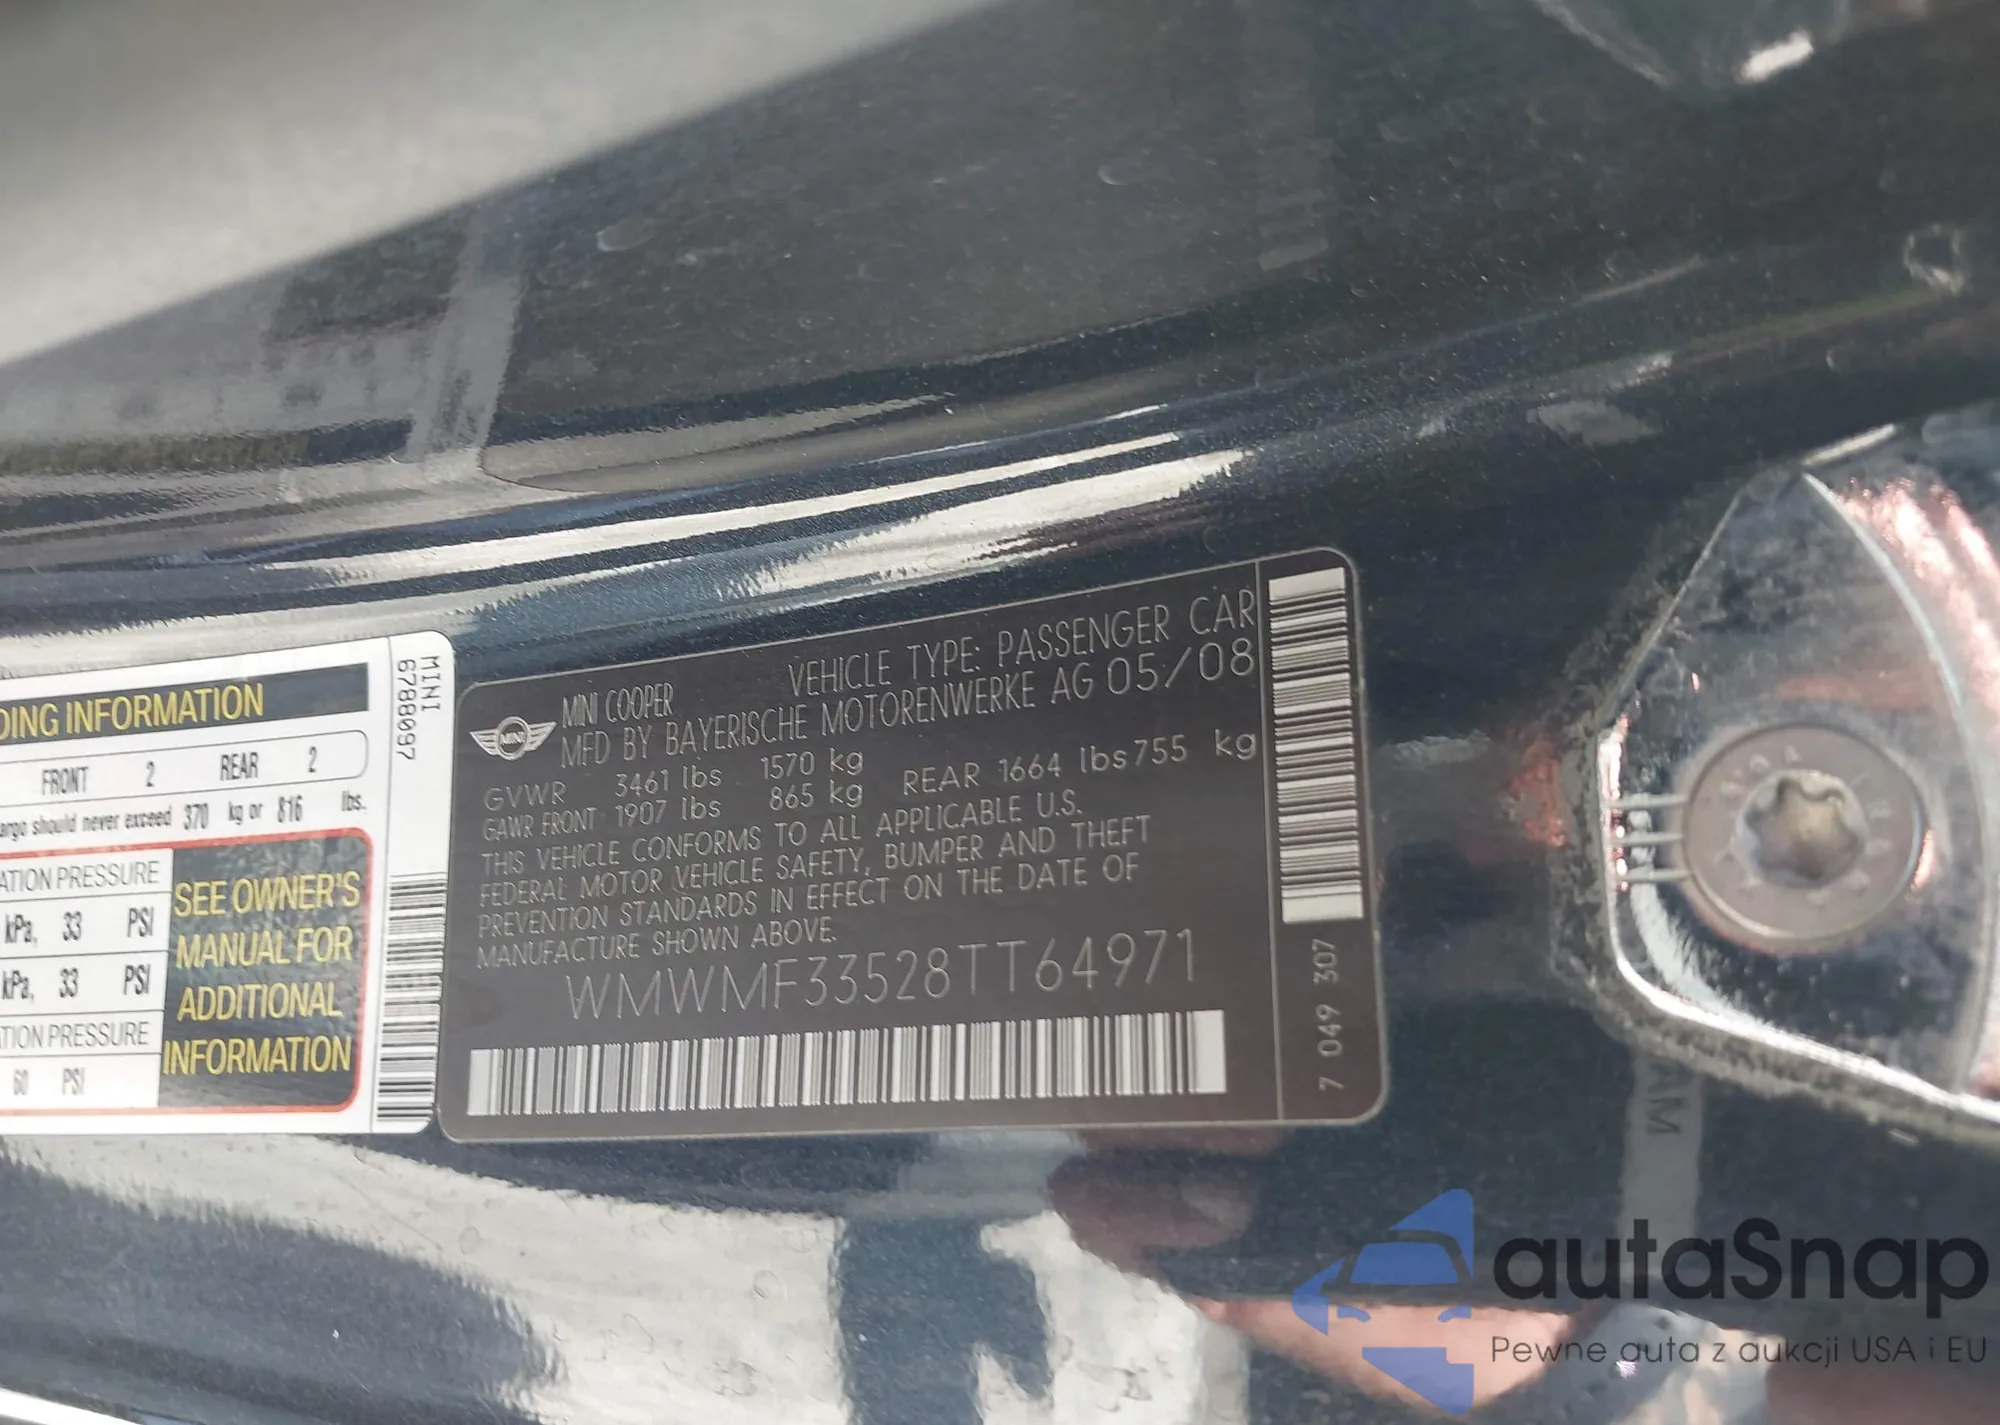 DING INFORMATION
FRONT 2 REAR 2
argo should never exceed 370 kg or 816 lbs.
ATION PRESSURE
kPa, 33 PSI
kPa, 33 PSI
TION PRESSURE
60 PSI
SEE OWNER'S
MANUAL FOR
ADDITIONAL
INFORMATION
MINI
6788097
MINI
MINI COOPER VEHICLE TYPE: PASSENGER CAR
MFD BY BAYERISCHE MOTORENWERKE AG 05/08
GVWR 3461 lbs 1570 kg
GAWR FRONT 1907 lbs 865 kg REAR 1664 lbs 755 kg
THIS VEHICLE CONFORMS TO ALL APPLICABLE U.S.
FEDERAL MOTOR VEHICLE SAFETY, BUMPER AND THEFT
PREVENTION STANDARDS IN EFFECT ON THE DATE OF
MANUFACTURE SHOWN ABOVE.
WMWMF33528TT64971
7 049 307
autaSnap
Pewne auta z aukcji USA i EU